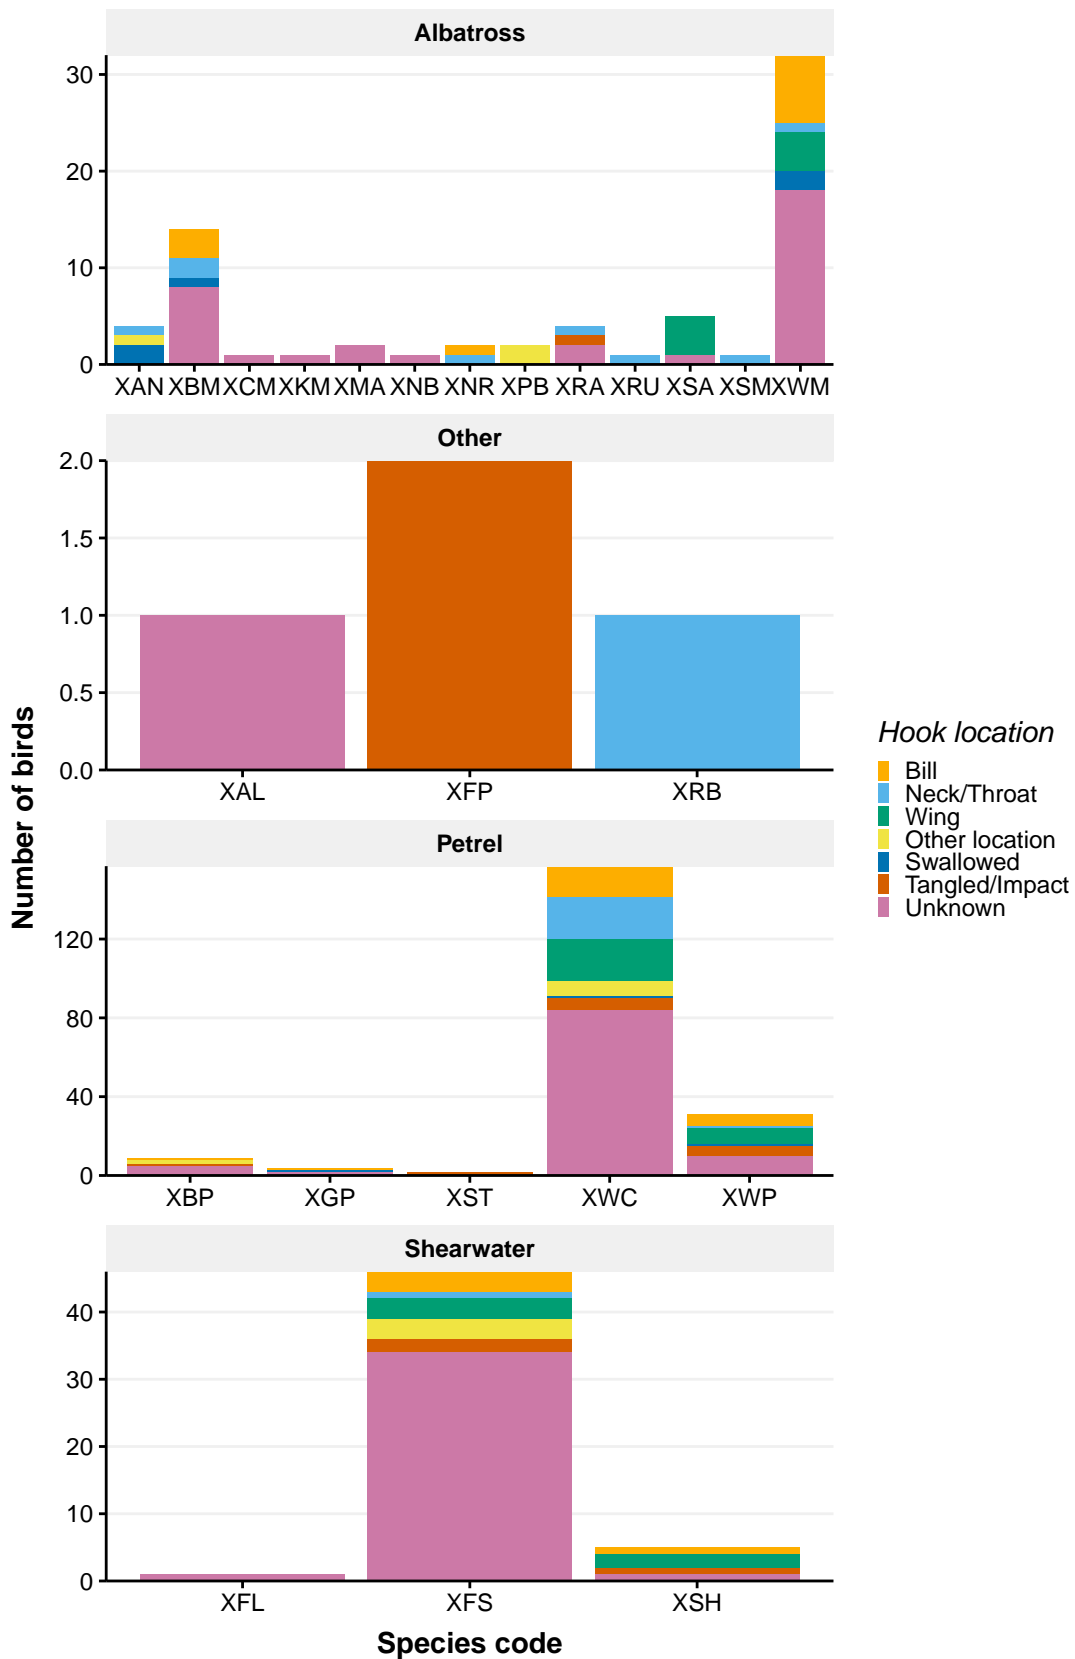 Albatross
30
20
10
0
XAN XBM XCM XKM XMA XNB XNR XPB XRA XRU XSA XSM XWM
Other
2.0
1.5
1.0
0.5
0.0
XAL XFP XRB
Number of birds
Hook location
Bill
Neck/Throat
Wing
Other location
Swallowed
Tangled/Impact
Unknown
Petrel
120
80
40
0
XBP XGP XST XWC XWP
Shearwater
40
30
20
10
0
XFL XFS XSH
Species code